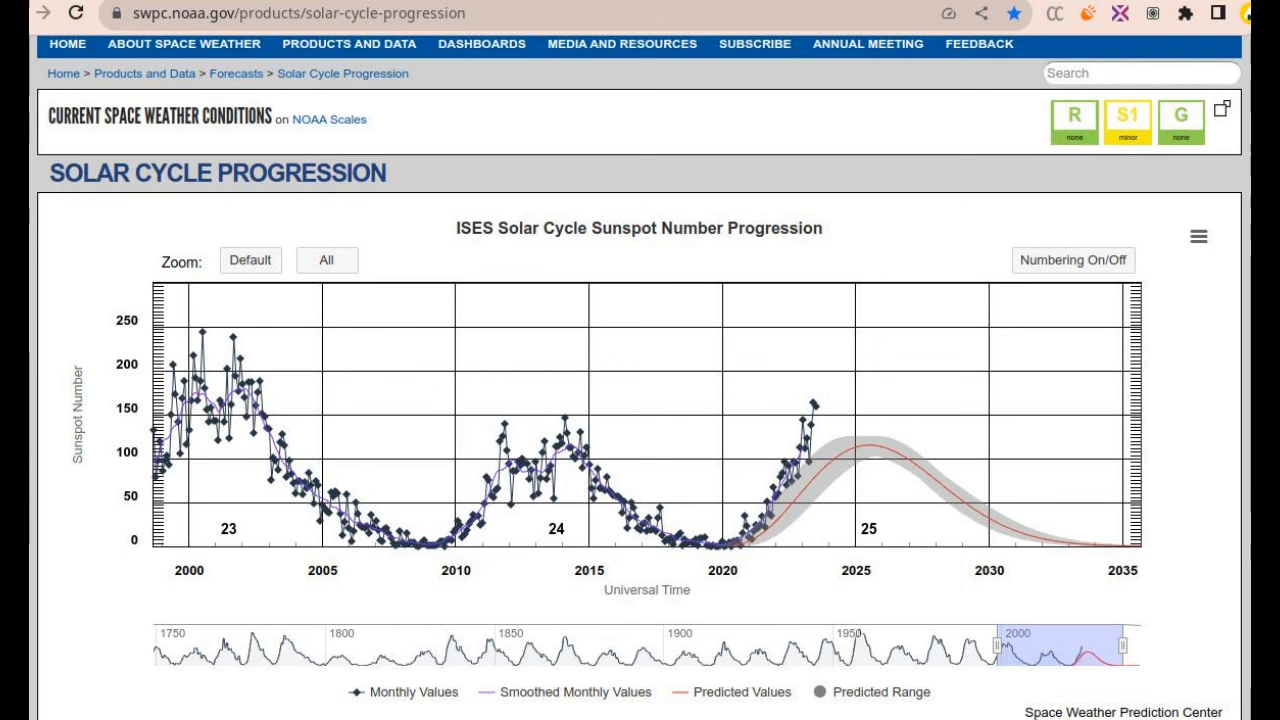 swpc.noaa.gov/products/solar-cycle-progression
HOME ABOUT SPACE WEATHER PRODUCTS AND DATA DASHBOARDS MEDIA AND RESOURCES SUBSCRIBE ANNUAL MEETING FEEDBACK
Home > Products and Data > Forecasts > Solar Cycle Progression
Search
CURRENT SPACE WEATHER CONDITIONS on NOAA Scales
R S1 G
none minor none
SOLAR CYCLE PROGRESSION
ISES Solar Cycle Sunspot Number Progression
Zoom: Default All Numbering On/Off
250
200
150
100
50
0
Sunspot Number
23 24 25
2000 2005 2010 2015 2020 2025 2030 2035
Universal Time
1750 1800 1850 1900 1950 2000
Monthly Values Smoothed Monthly Values Predicted Values Predicted Range
Space Weather Prediction Center